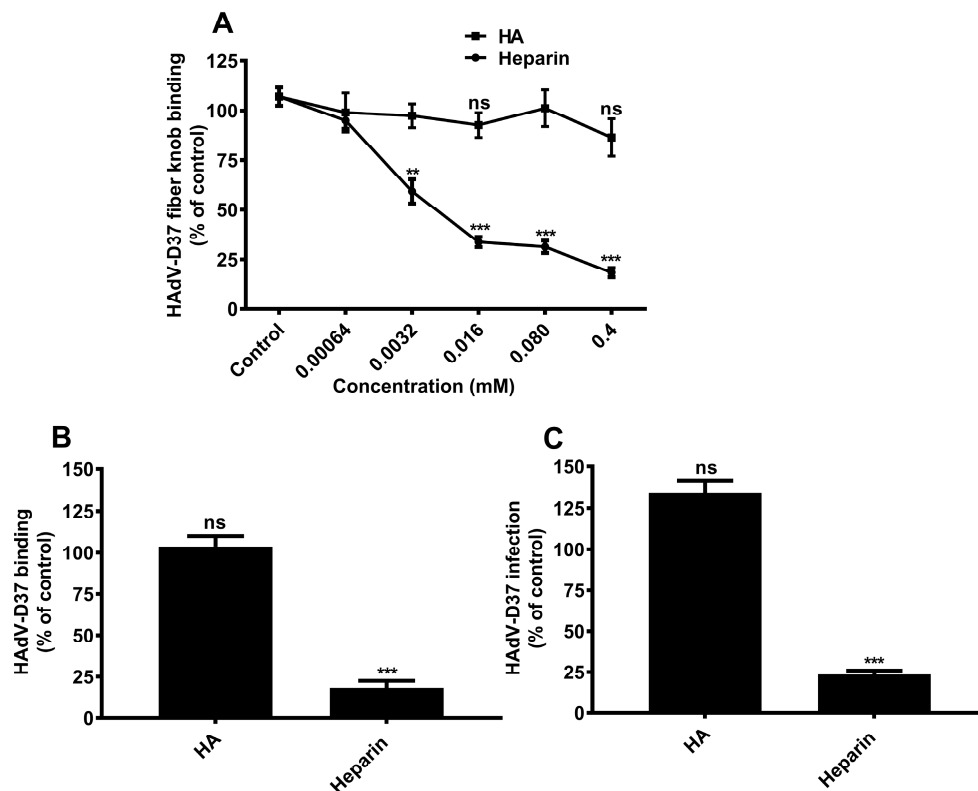 A
HA
Heparin
HAdV-D37 fiber knob binding
(% of control)
125
100
75
50
25
0
ns
ns
**
***
***
***
Control
0.00064
0.0032
0.016
0.080
0.4
Concentration (mM)
B
HAdV-D37 binding
(% of control)
150
125
100
75
50
25
0
ns
***
HA
Heparin
C
HAdV-D37 infection
(% of control)
150
125
100
75
50
25
0
ns
***
HA
Heparin